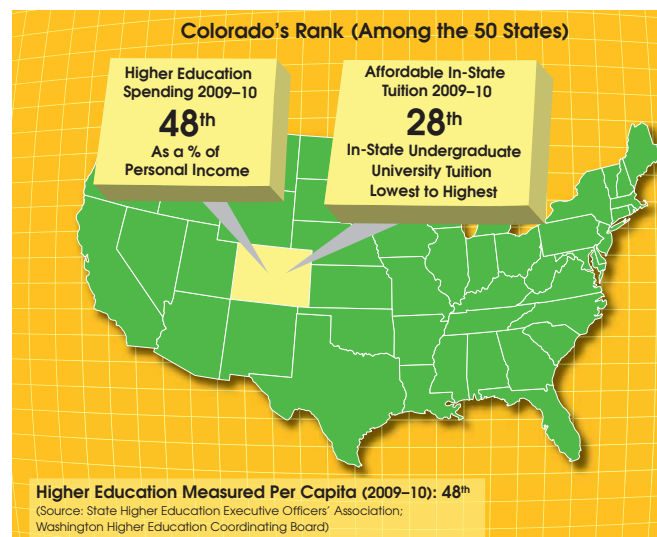 Colorado's Rank (Among the 50 States)
Higher Education
Spending 2009–10
48th
As a % of
Personal Income
Affordable In-State
Tuition 2009–10
28th
In-State Undergraduate
University Tuition
Lowest to Highest
Higher Education Measured Per Capita (2009–10): 48th
(Source: State Higher Education Executive Officers' Association;
Washington Higher Education Coordinating Board)